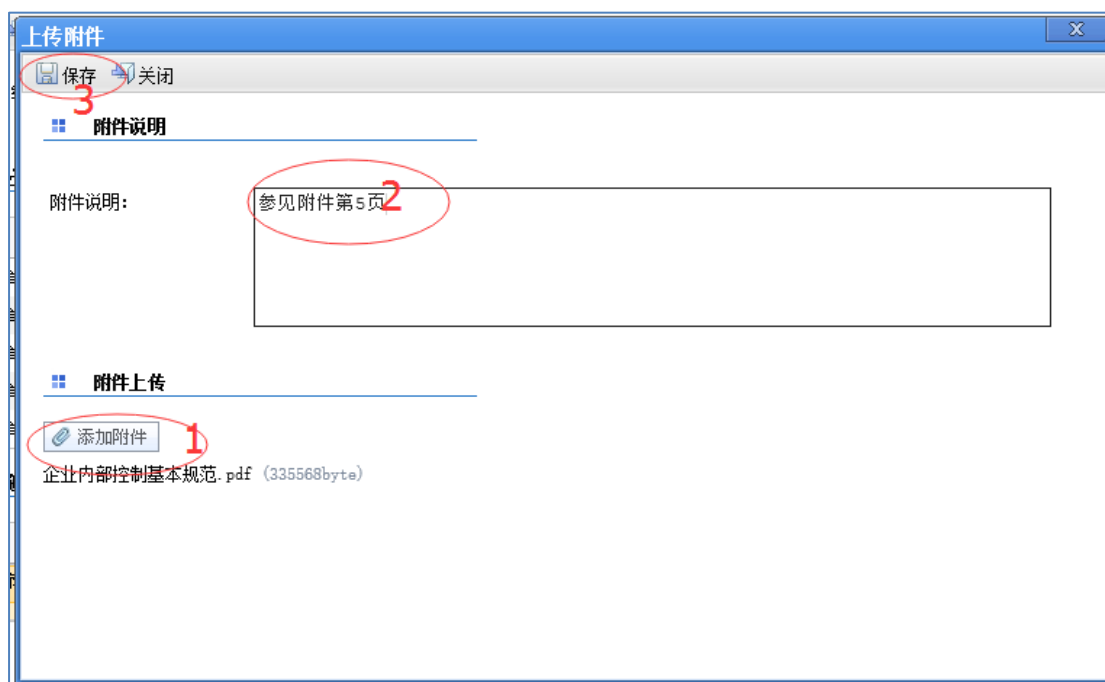 上传附件
X
保存 关闭
3
附件说明
附件说明：
参见附件第5页
2
附件上传
添加附件
1
企业内部控制基本规范.pdf (335568byte)